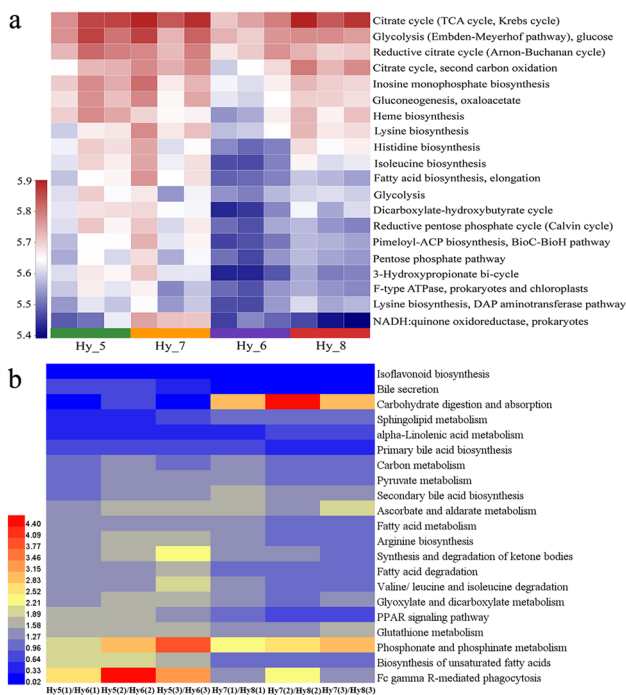 a
Citrate cycle (TCA cycle, Krebs cycle)
Glycolysis (Embden-Meyerhof pathway), glucose
Reductive citrate cycle (Arnon-Buchanan cycle)
Citrate cycle, second carbon oxidation
Inosine monophosphate biosynthesis
Gluconeogenesis, oxaloacetate
Heme biosynthesis
Lysine biosynthesis
Histidine biosynthesis
Isoleucine biosynthesis
Fatty acid biosynthesis, elongation
Glycolysis
Dicarboxylate-hydroxybutyrate cycle
Reductive pentose phosphate cycle (Calvin cycle)
Pimeloyl-ACP biosynthesis, BioC-BioH pathway
Pentose phosphate pathway
3-Hydroxypropionate bi-cycle
F-type ATPase, prokaryotes and chloroplasts
Lysine biosynthesis, DAP aminotransferase pathway
NADH:quinone oxidoreductase, prokaryotes
5.9
5.8
5.7
5.6
5.5
5.4
Hy_5 Hy_7 Hy_6 Hy_8
b
Isoflavonoid biosynthesis
Bile secretion
Carbohydrate digestion and absorption
Sphingolipid metabolism
alpha-Linolenic acid metabolism
Primary bile acid biosynthesis
Carbon metabolism
Pyruvate metabolism
Secondary bile acid biosynthesis
Ascorbate and aldarate metabolism
Fatty acid metabolism
Arginine biosynthesis
Synthesis and degradation of ketone bodies
Fatty acid degradation
Valine/ leucine and isoleucine degradation
Glyoxylate and dicarboxylate metabolism
PPAR signaling pathway
Glutathione metabolism
Phosphonate and phosphinate metabolism
Biosynthesis of unsaturated fatty acids
Fc gamma R-mediated phagocytosis
4.40
4.09
3.77
3.46
3.15
2.83
2.52
2.21
1.89
1.58
1.27
0.96
0.64
0.33
0.02
Hy5(1)/Hy6(1) Hy5(2)/Hy6(2) Hy5(3)/Hy6(3) Hy7(1)/Hy8(1) Hy7(2)/Hy8(2) Hy7(3)/Hy8(3)